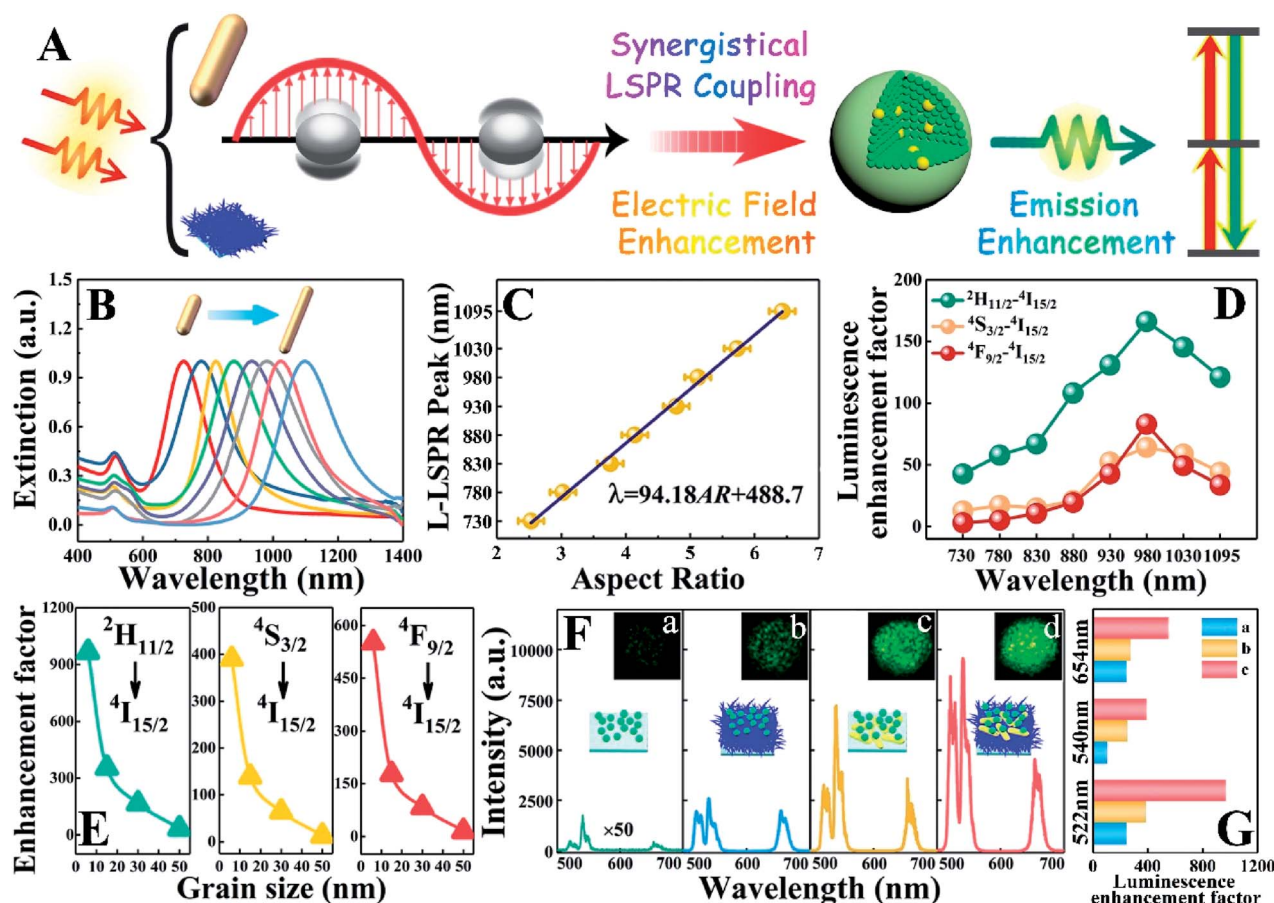 A
Synergistical
LSPR Coupling
Electric Field
Enhancement
Emission
Enhancement
B
Extinction (a.u.)
1.5
1.2
0.9
0.6
0.3
0.0
400 600 800 1000 1200 1400
Wavelength (nm)
C
L-LSPR Peak (nm)
1095
1030
980
930
880
830
780
730
λ=94.18AR+488.7
2 3 4 5 6 7
Aspect Ratio
D
Luminescence
enhancement factor
200
150
100
50
0
²H₁₁/₂-⁴I₁₅/₂
⁴S₃/₂-⁴I₁₅/₂
⁴F₉/₂-⁴I₁₅/₂
730 780 830 880 930 980 1030 1095
Wavelength (nm)
E
Enhancement factor
1200
900
600
300
0
²H₁₁/₂
⁴I₁₅/₂
0 10 20 30 40 50
500
400
300
200
100
0
⁴S₃/₂
⁴I₁₅/₂
0 10 20 30 40 50
600
450
300
150
0
⁴F₉/₂
⁴I₁₅/₂
0 10 20 30 40 50
Grain size (nm)
F
Intensity (a.u.)
10000
7500
5000
2500
0
a
×50
b
c
d
500 600 700
500 600 700
500 600 700
500 600 700
Wavelength (nm)
G
654nm
540nm
522nm
a
b
c
0 400 800 1200
Luminescence
enhancement factor